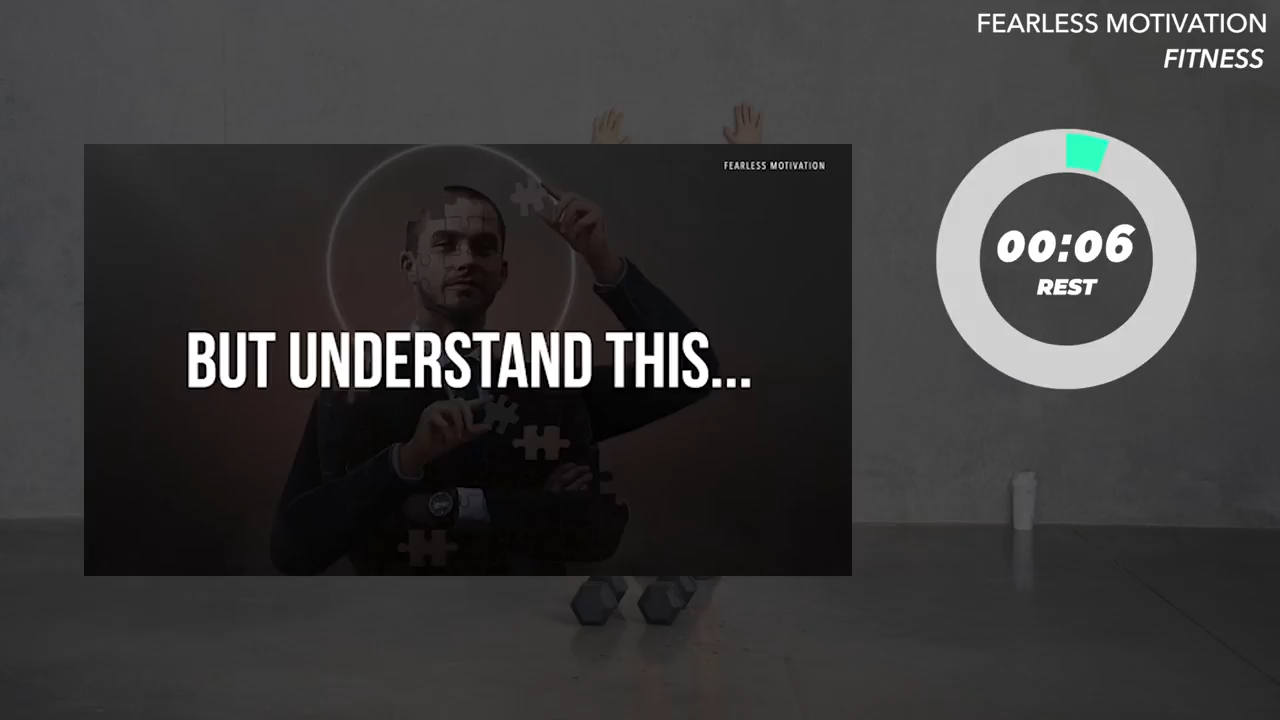 FEARLESS MOTIVATION
FITNESS
FEARLESS MOTIVATION
00:06
REST
BUT UNDERSTAND THIS...